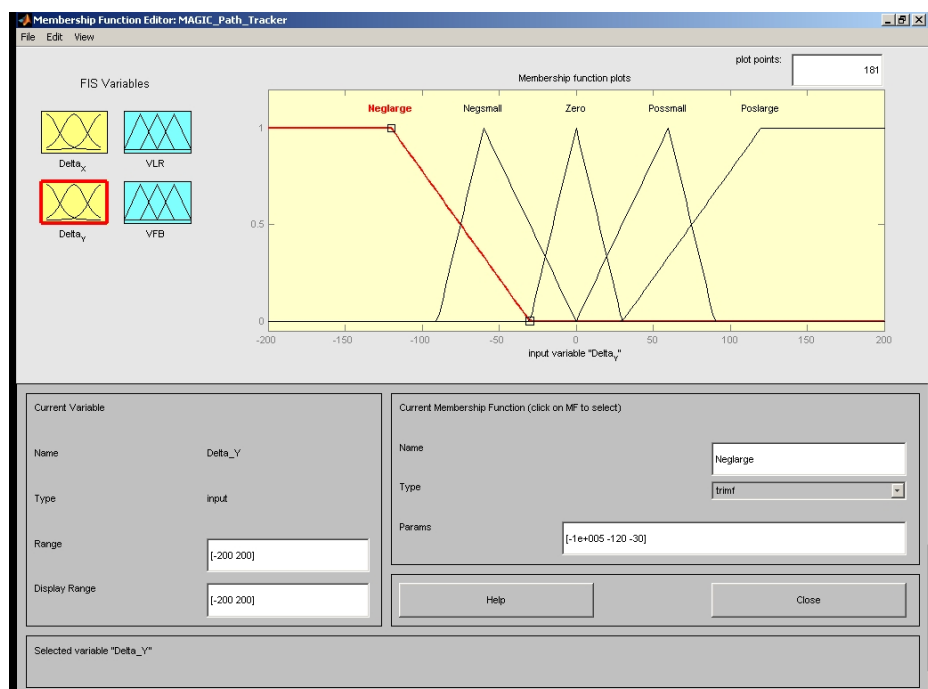 Membership Function Editor: MAGIC_Path_Tracker
File Edit View
FIS Variables
Delta_X
VLR
Delta_Y
VFB
plot points:
181
Membership function plots
Neglarge Negsmall Zero Possmall Poslarge
1
0.5
0
-200 -150 -100 -50 0 50 100 150 200
input variable "Delta_Y"
Current Variable
Name Delta_Y
Type input
Range [-200 200]
Display Range [-200 200]
Current Membership Function (click on MF to select)
Name Neglarge
Type trimf
Params [-1e+005 -120 -30]
Help Close
Selected variable "Delta_Y"